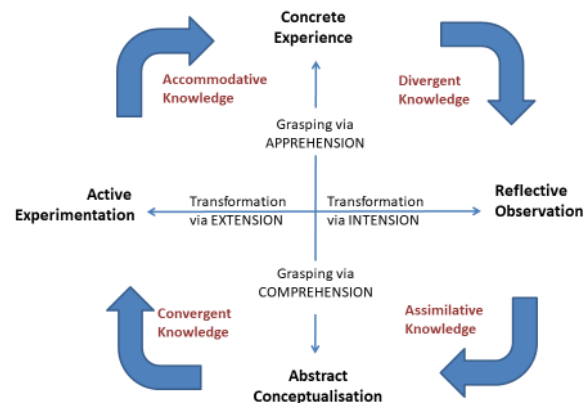 Concrete
Experience
Accommodative
Knowledge
Divergent
Knowledge
Grasping via
APPREHENSION
Active
Experimentation
Transformation
via EXTENSION
Transformation
via INTENSION
Reflective
Observation
Grasping via
COMPREHENSION
Convergent
Knowledge
Assimilative
Knowledge
Abstract
Conceptualisation